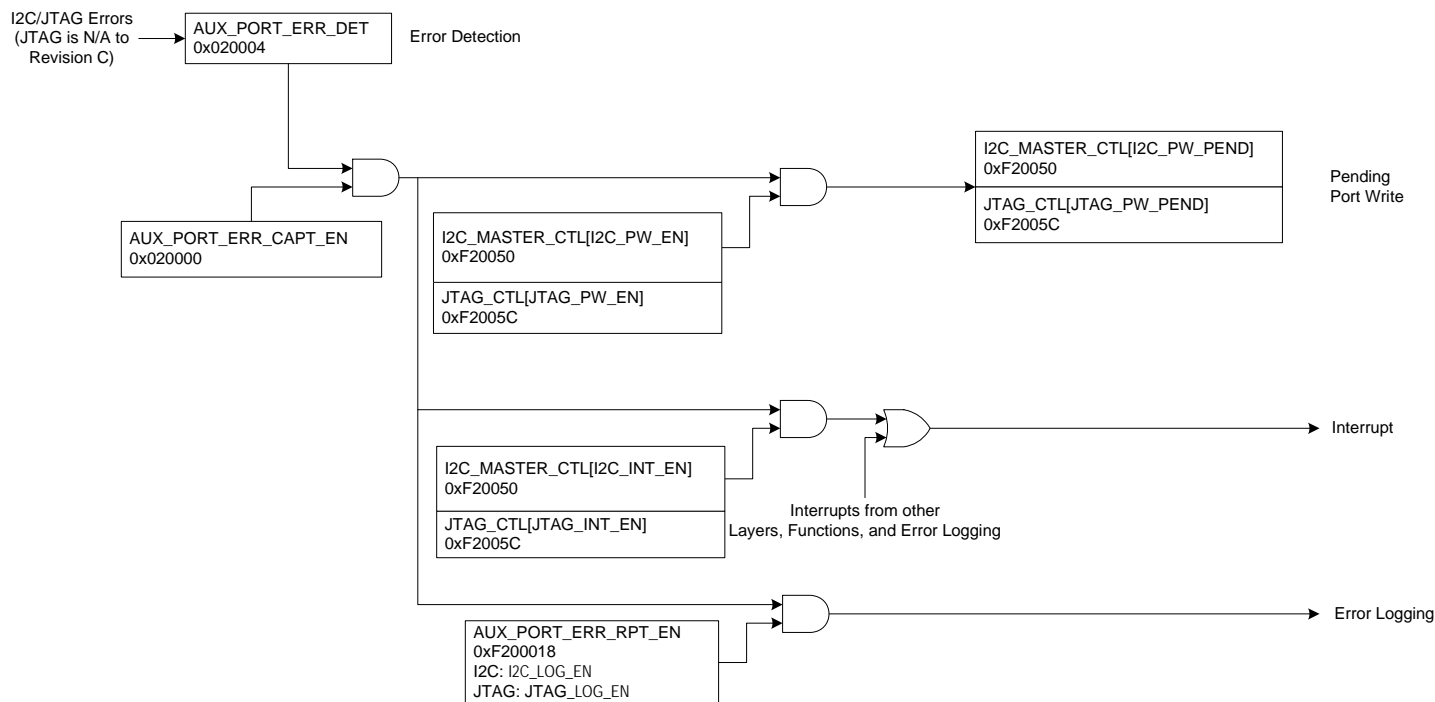 I2C/JTAG Errors
(JTAG is N/A to
Revision C)
AUX_PORT_ERR_DET
0x020004
Error Detection
AUX_PORT_ERR_CAPT_EN
0x020000
I2C_MASTER_CTL[I2C_PW_EN]
0xF20050
JTAG_CTL[JTAG_PW_EN]
0xF2005C
I2C_MASTER_CTL[I2C_PW_PEND]
0xF20050
JTAG_CTL[JTAG_PW_PEND]
0xF2005C
Pending
Port Write
I2C_MASTER_CTL[I2C_INT_EN]
0xF20050
JTAG_CTL[JTAG_INT_EN]
0xF2005C
Interrupts from other
Layers, Functions, and Error Logging
Interrupt
AUX_PORT_ERR_RPT_EN
0xF200018
I2C: I2C_LOG_EN
JTAG: JTAG_LOG_EN
Error Logging